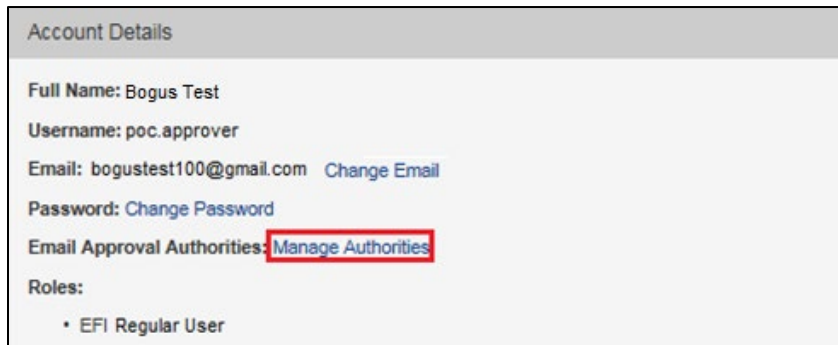 Account Details
Full Name: Bogus Test
Username: poc.approver
Email: bogustest100@gmail.com Change Email
Password: Change Password
Email Approval Authorities: Manage Authorities
Roles:
• EFI Regular User